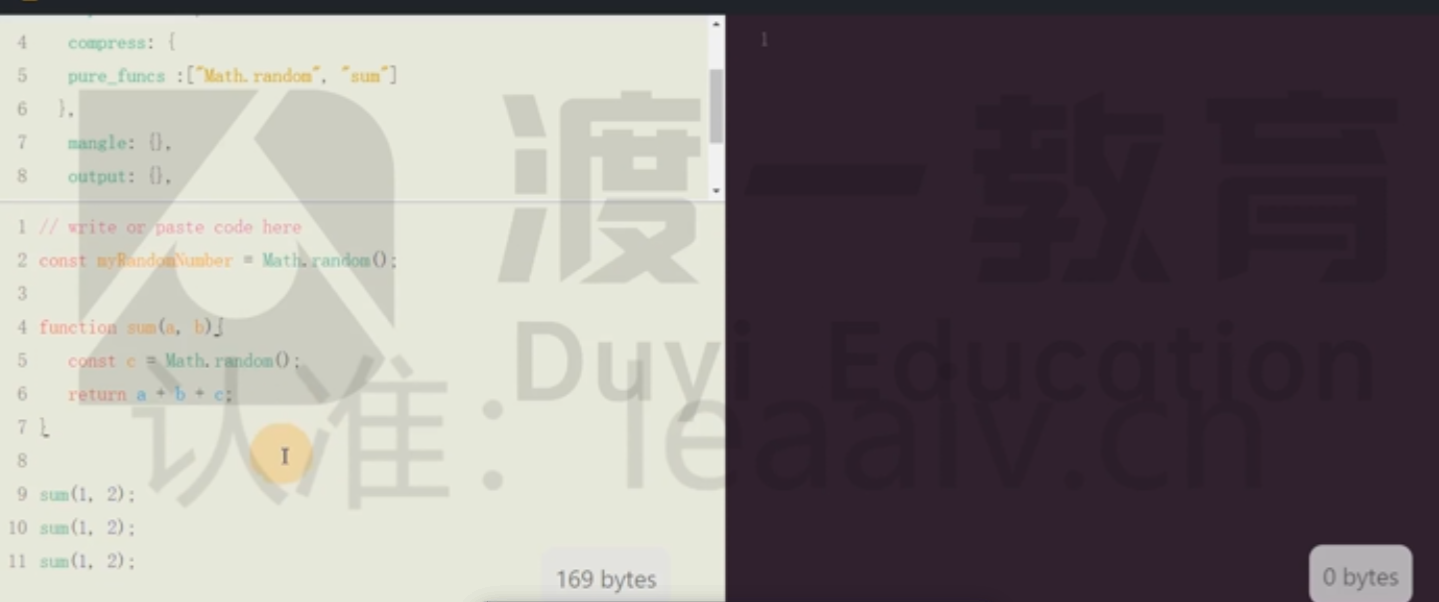 4 compress: {
5 pure_funcs :["Math.random", "sum"]
6 },
7 mangle: {},
8 output: {},
1 // write or paste code here
2 const myRandomNumber = Math.random();
3
4 function sum(a, b){
5 const c = Math.random();
6 return a + b + c;
7 }
8
9 sum(1, 2);
10 sum(1, 2);
11 sum(1, 2);
169 bytes
1
0 bytes
渡一教育
Duyi Education
认准：leaaiv.cn